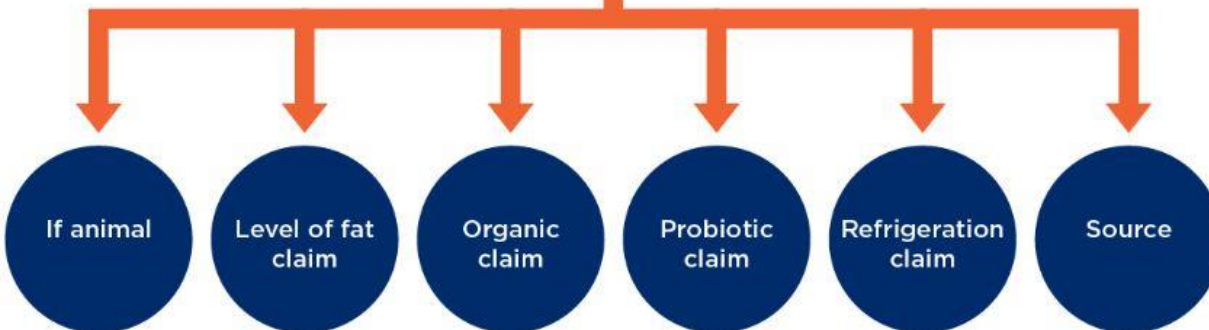 If animal
Level of fat
claim
Organic
claim
Probiotic
claim
Refrigeration
claim
Source